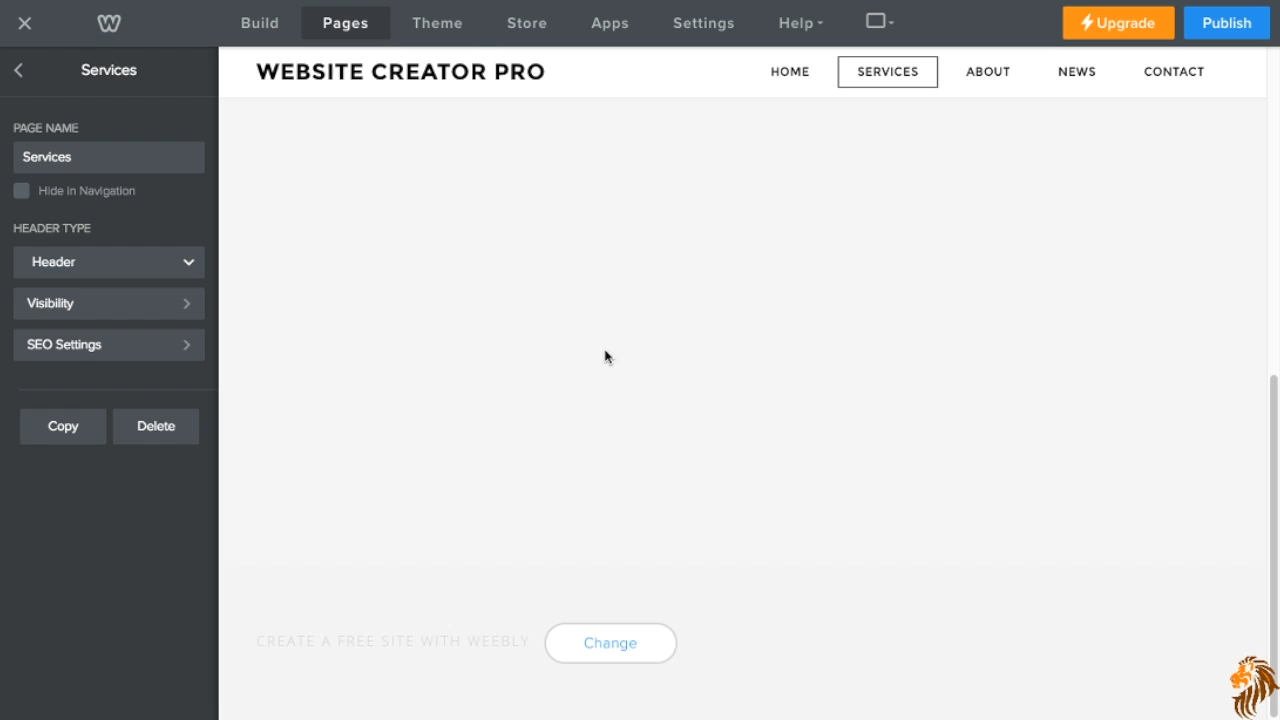 Build Pages Theme Store Apps Settings Help Upgrade Publish
Services
WEBSITE CREATOR PRO HOME SERVICES ABOUT NEWS CONTACT
PAGE NAME
Services
Hide in Navigation
HEADER TYPE
Header
Visibility
SEO Settings
Copy Delete
CREATE A FREE SITE WITH WEEBLY Change